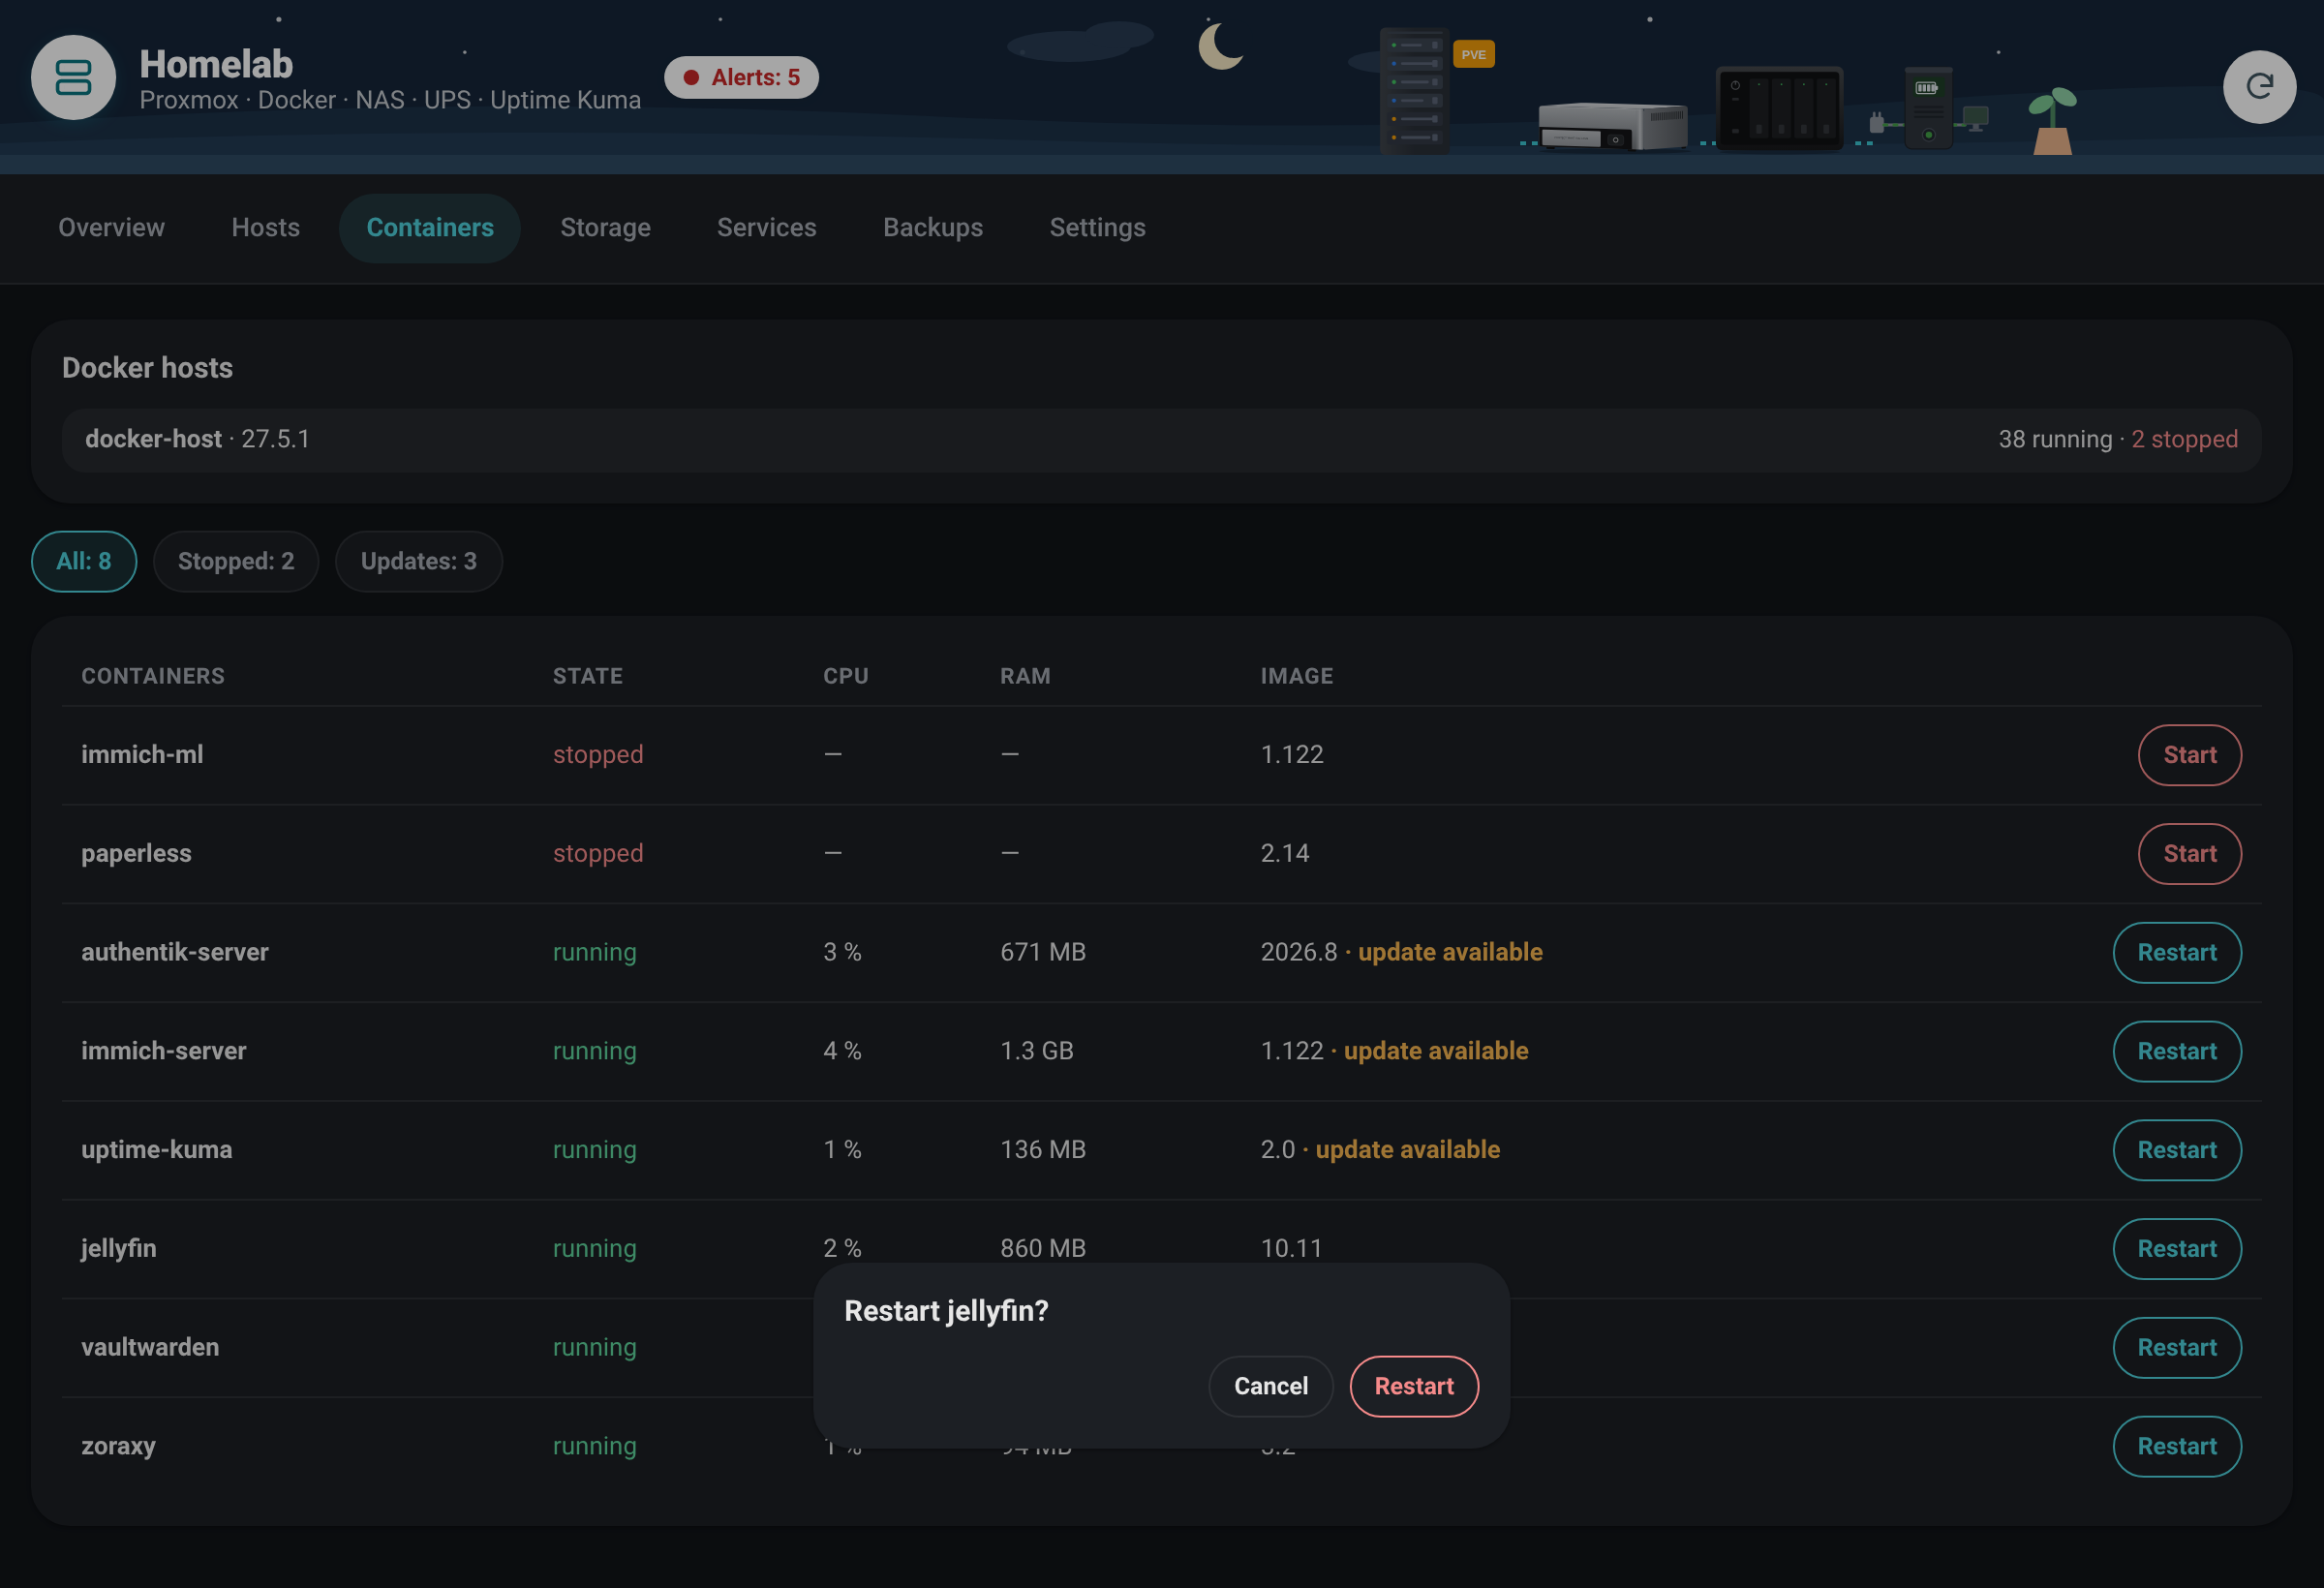 Homelab
Proxmox · Docker · NAS · UPS · Uptime Kuma
Alerts: 5
PVE
Overview Hosts Containers Storage Services Backups Settings
Docker hosts
docker-host · 27.5.1 38 running · 2 stopped
All: 8 Stopped: 2 Updates: 3
CONTAINERS STATE CPU RAM IMAGE
immich-ml stopped — — 1.122 Start
paperless stopped — — 2.14 Start
authentik-server running 3 % 671 MB 2026.8 · update available Restart
immich-server running 4 % 1.3 GB 1.122 · update available Restart
uptime-kuma running 1 % 136 MB 2.0 · update available Restart
jellyfin running 2 % 860 MB 10.11 Restart
vaultwarden running Restart
zoraxy running Restart
Restart jellyfin?
Cancel Restart